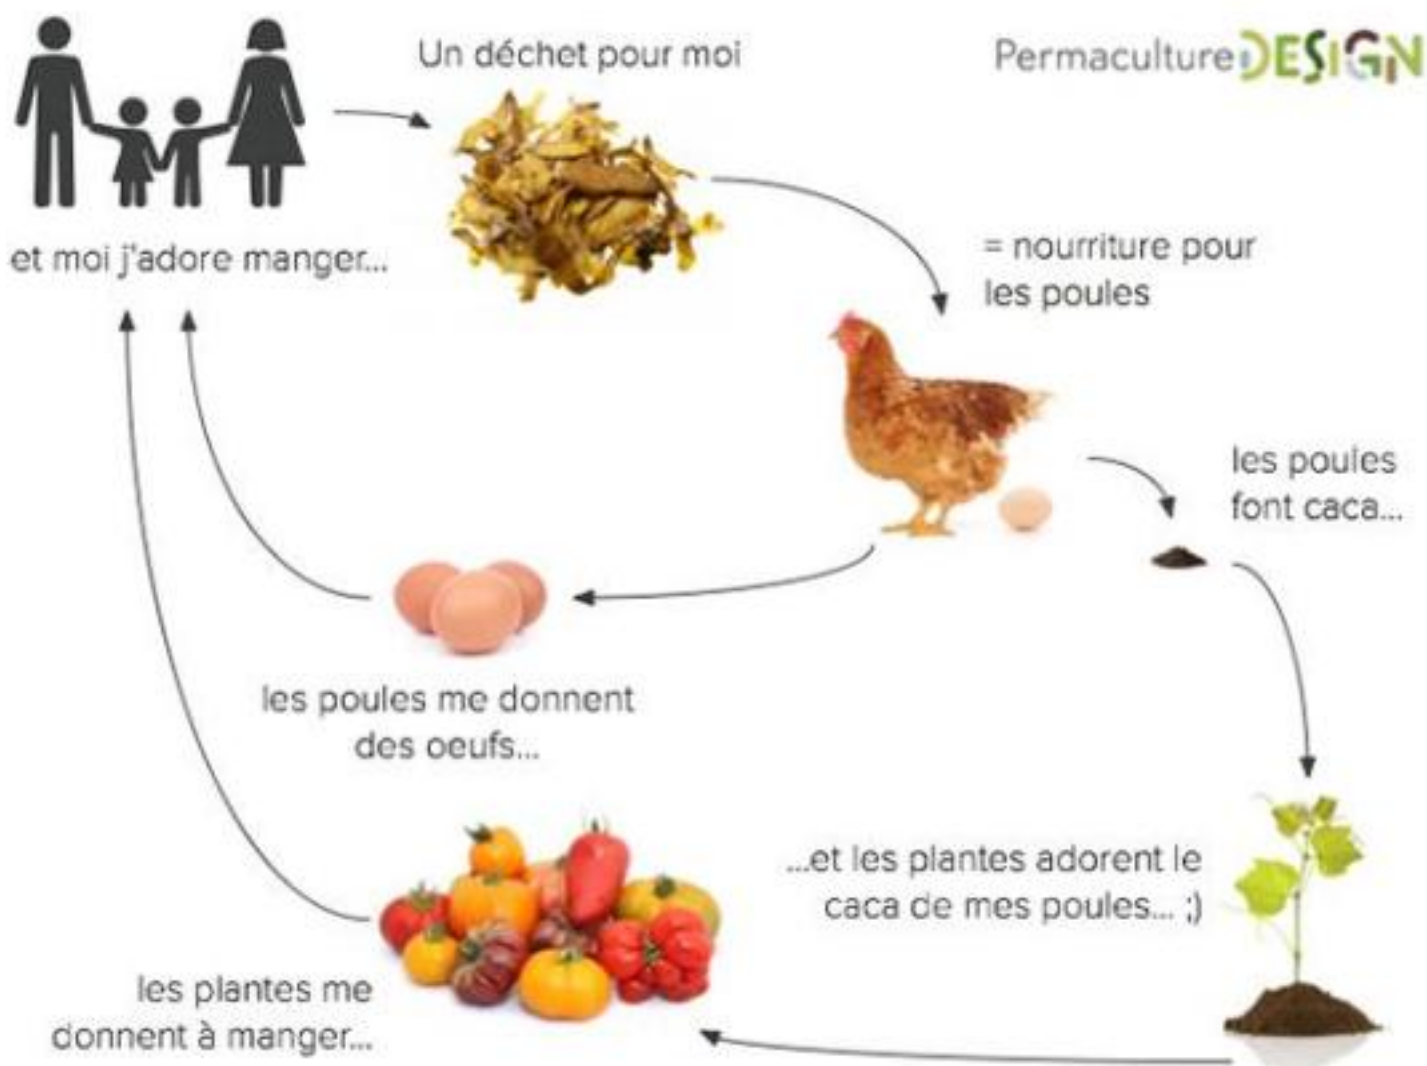 Un déchet pour moi
PermacultureDESIGN
et moi j'adore manger...
= nourriture pour
les poules
les poules
font caca...
les poules me donnent
des oeufs...
...et les plantes adorent le
caca de mes poules... ;)
les plantes me
donnent à manger...